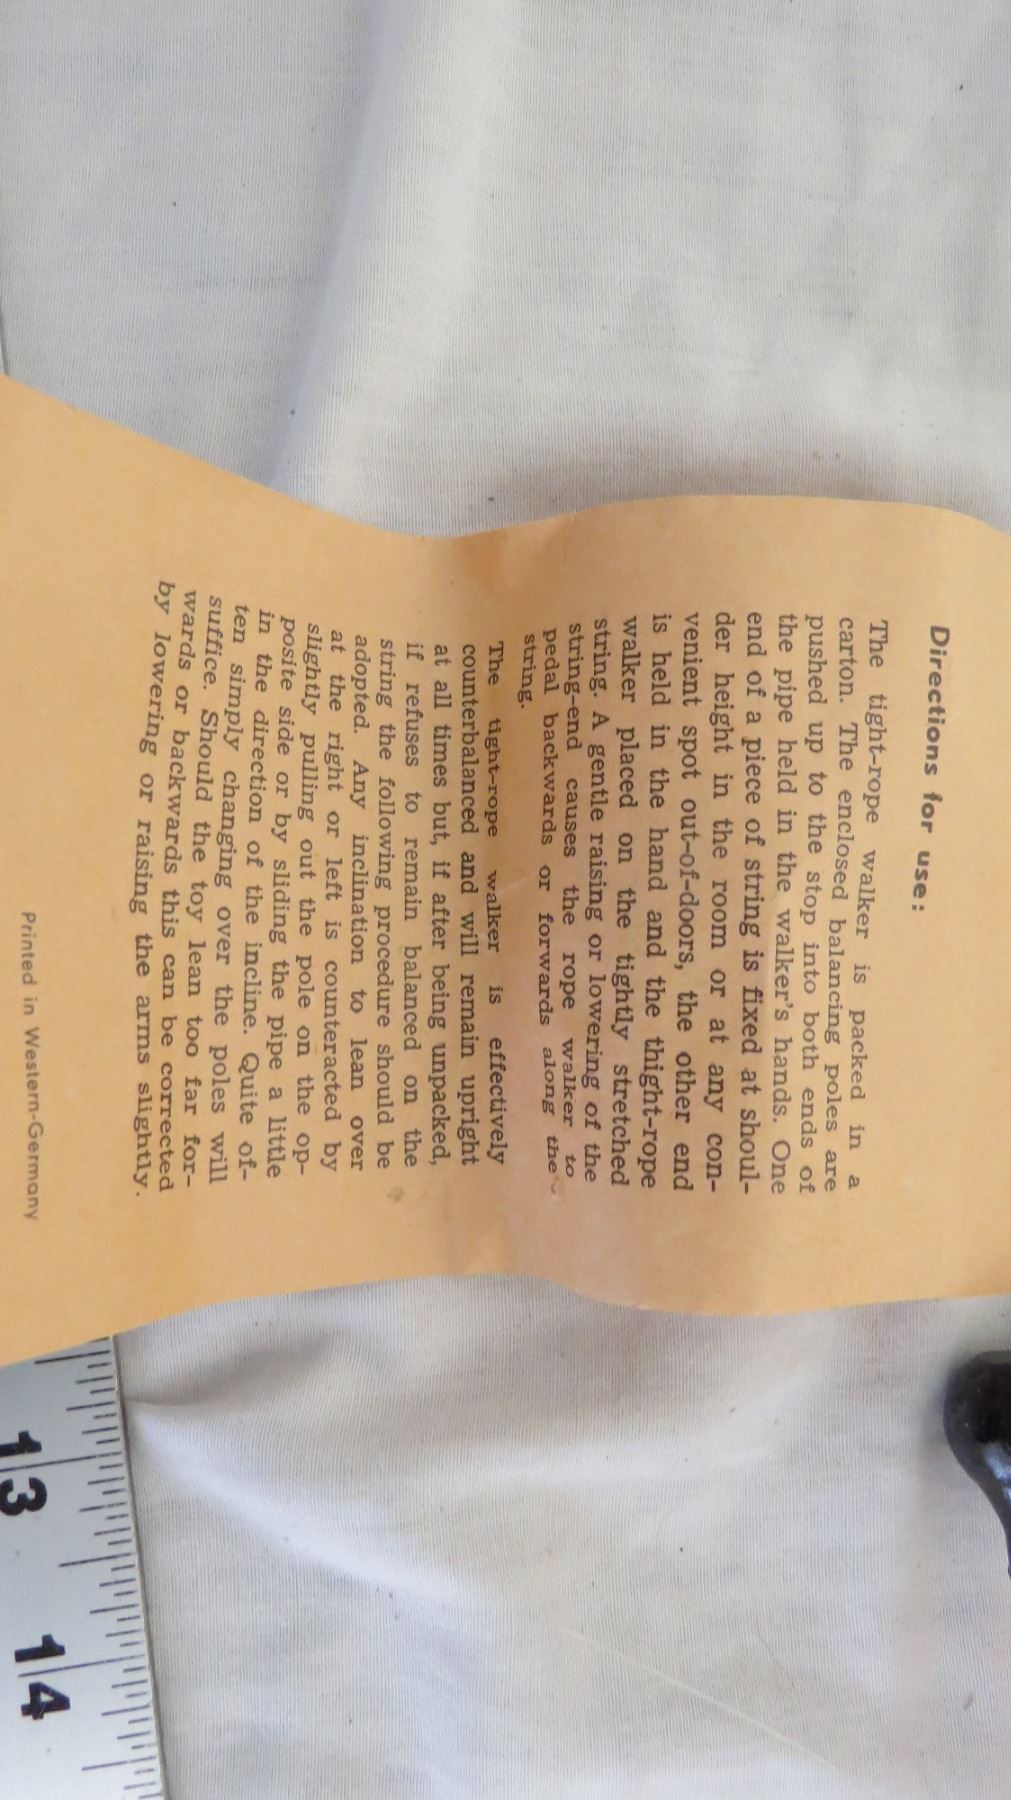 Directions for use:
The tight-rope walker is packed in a
carton. The enclosed balancing poles are
pushed up to the stop into both ends of
the pipe held in the walker's hands. One
end of a piece of string is fixed at shoul-
der height in the room or at any con-
venient spot out-of-doors, the other end
is held in the hand and the thight-rope
walker placed on the tightly stretched
string. A gentle raising or lowering of the
string-end causes the rope walker to
pedal backwards or forwards along the
string.
The tight-rope walker is effectively
counterbalanced and will remain upright
at all times but, if after being unpacked,
if refuses to remain balanced on the
string the following procedure should be
adopted. Any inclination to lean over
at the right or left is counteracted by
slightly pulling out the pole on the op-
posite side or by sliding the pipe a little
in the direction of the incline. Quite of-
ten simply changing over the poles will
suffice. Should the toy lean too far for-
wards or backwards this can be corrected
by lowering or raising the arms slightly.
Printed in Western-Germany
13
14